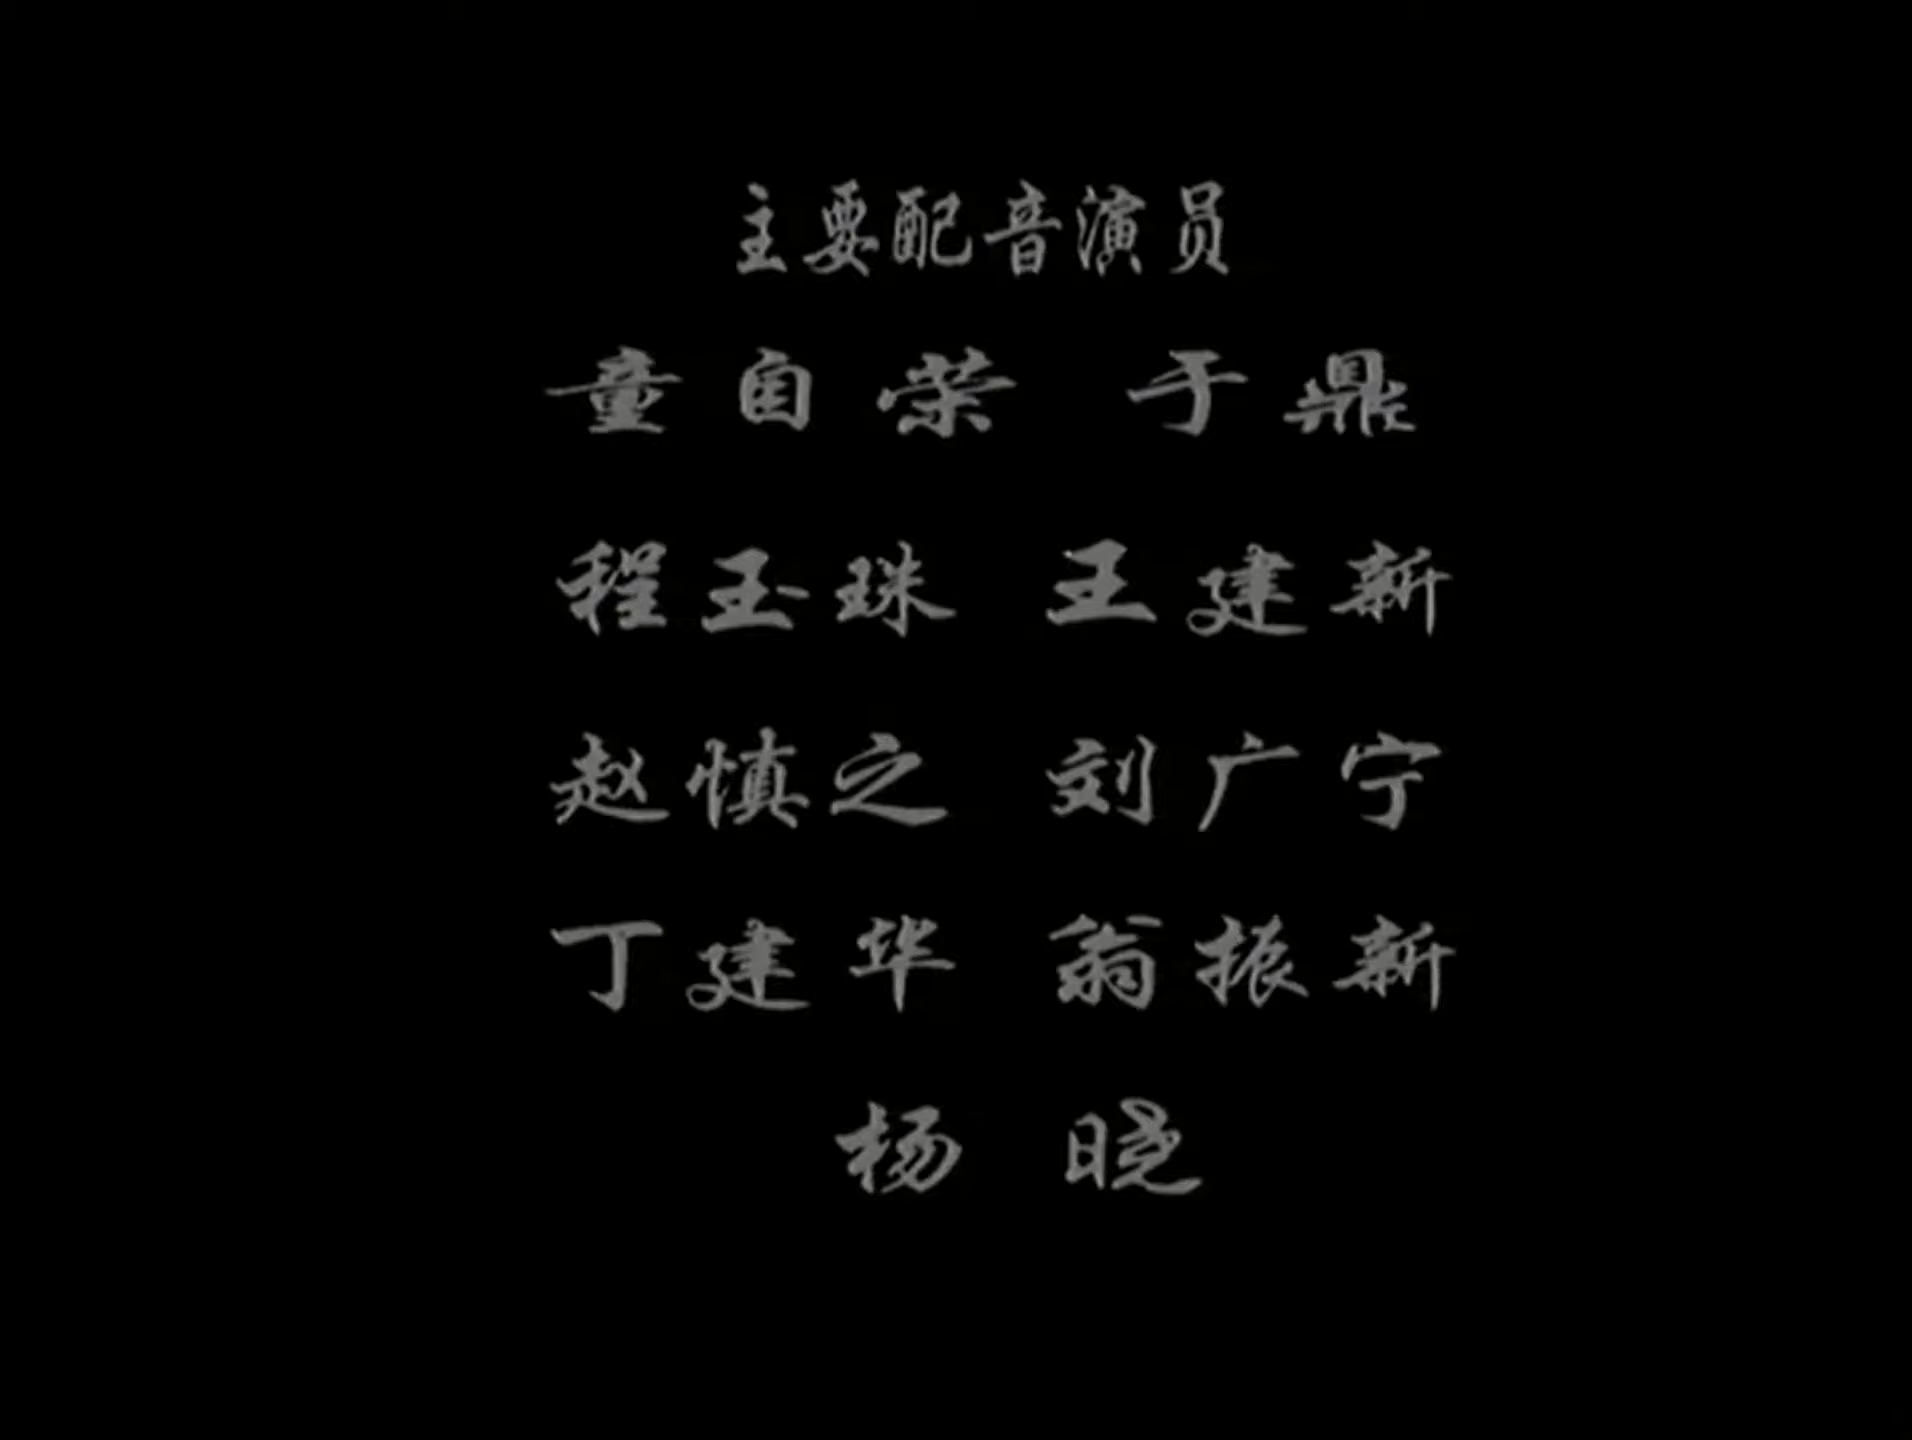 主要配音演员
童自荣 于鼎
程玉珠 王建新
赵慎之 刘广宁
丁建华 翁振新
杨 晓